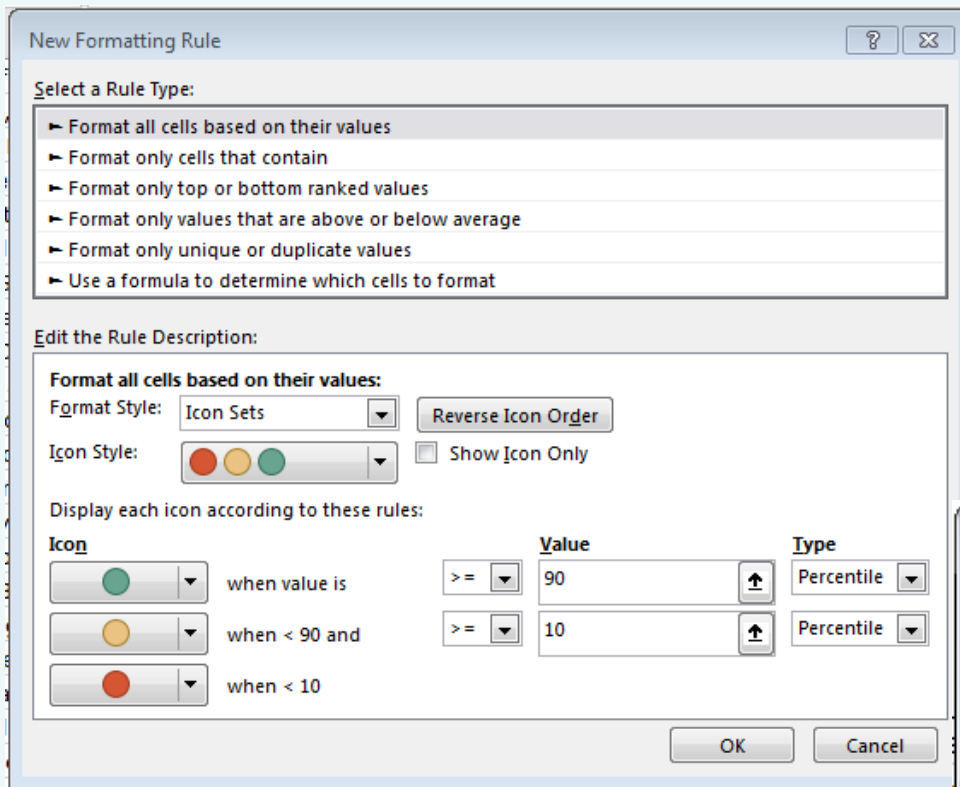 New Formatting Rule
Select a Rule Type:
► Format all cells based on their values
► Format only cells that contain
► Format only top or bottom ranked values
► Format only values that are above or below average
► Format only unique or duplicate values
► Use a formula to determine which cells to format
Edit the Rule Description:
Format all cells based on their values:
Format Style: Icon Sets Reverse Icon Order
Icon Style: Show Icon Only
Display each icon according to these rules:
Icon Value Type
when value is >= 90 Percentile
when < 90 and >= 10 Percentile
when < 10
OK Cancel